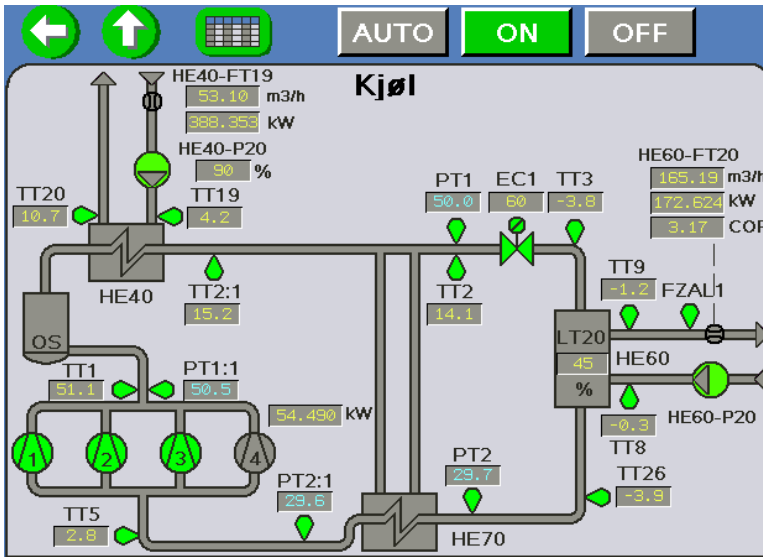 AUTO ON OFF
Kjøl
HE40-FT19
53.10 m3/h
388.353 kW
HE40-P20
90 %
TT20
10.7
TT19
4.2
HE40
TT2:1
15.2
PT1
50.0
EC1
60
TT3
-3.8
TT2
14.1
HE60-FT20
165.19 m3/h
172.624 kW
3.17 COP
TT9
-1.2
FZAL1
LT20
45
%
HE60
HE60-P20
-0.3
TT8
TT26
-3.9
OS
TT1
51.1
PT1:1
50.5
54.490 kW
1 2 3 4
TT5
2.8
PT2:1
29.6
PT2
29.7
HE70